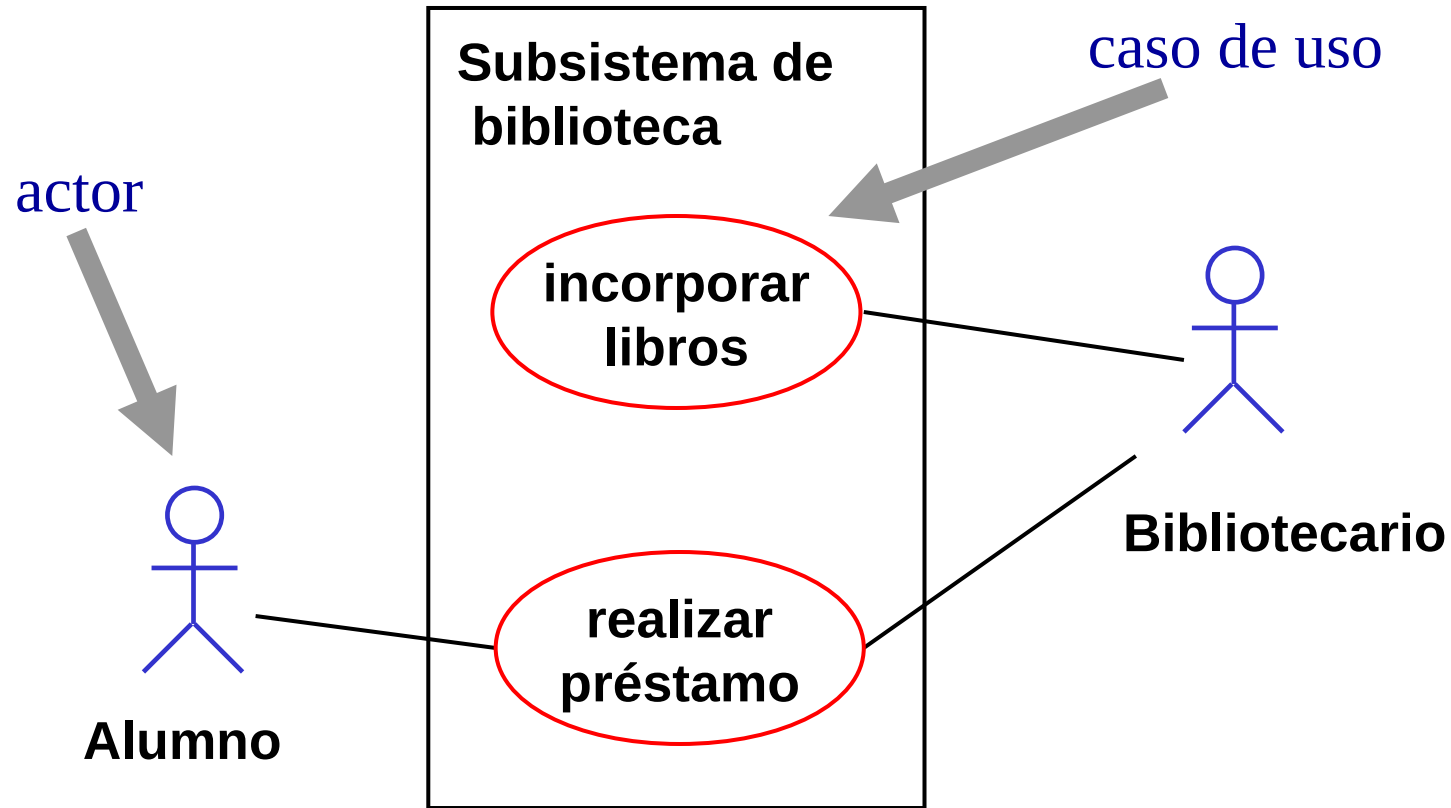 Subsistema de
biblioteca
caso de uso
actor
incorporar
libros
Bibliotecario
realizar
préstamo
Alumno